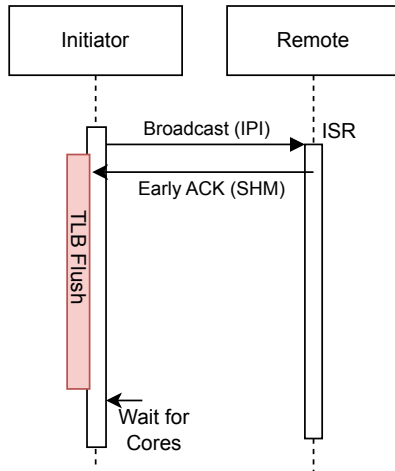 Initiator
Remote
Broadcast (IPI)
ISR
Early ACK (SHM)
TLB Flush
Wait for
Cores